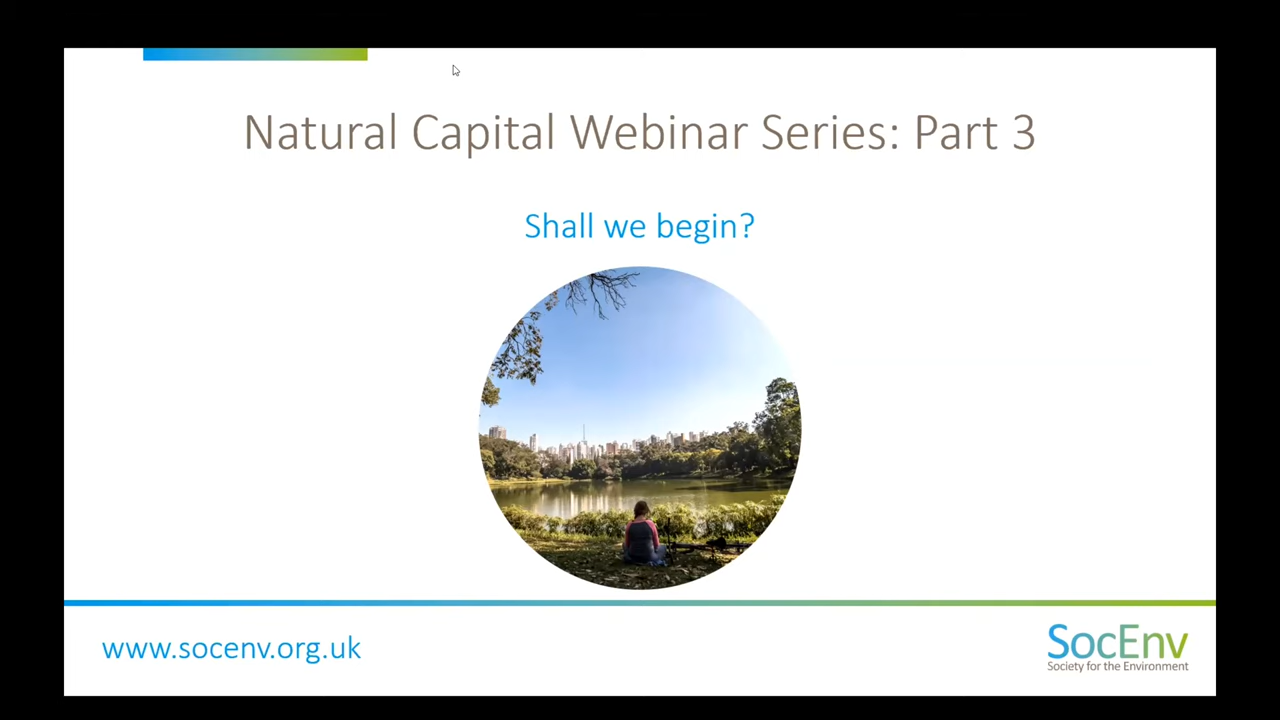 Natural Capital Webinar Series: Part 3
Shall we begin?
www.socenv.org.uk
SocEnv
Society for the Environment